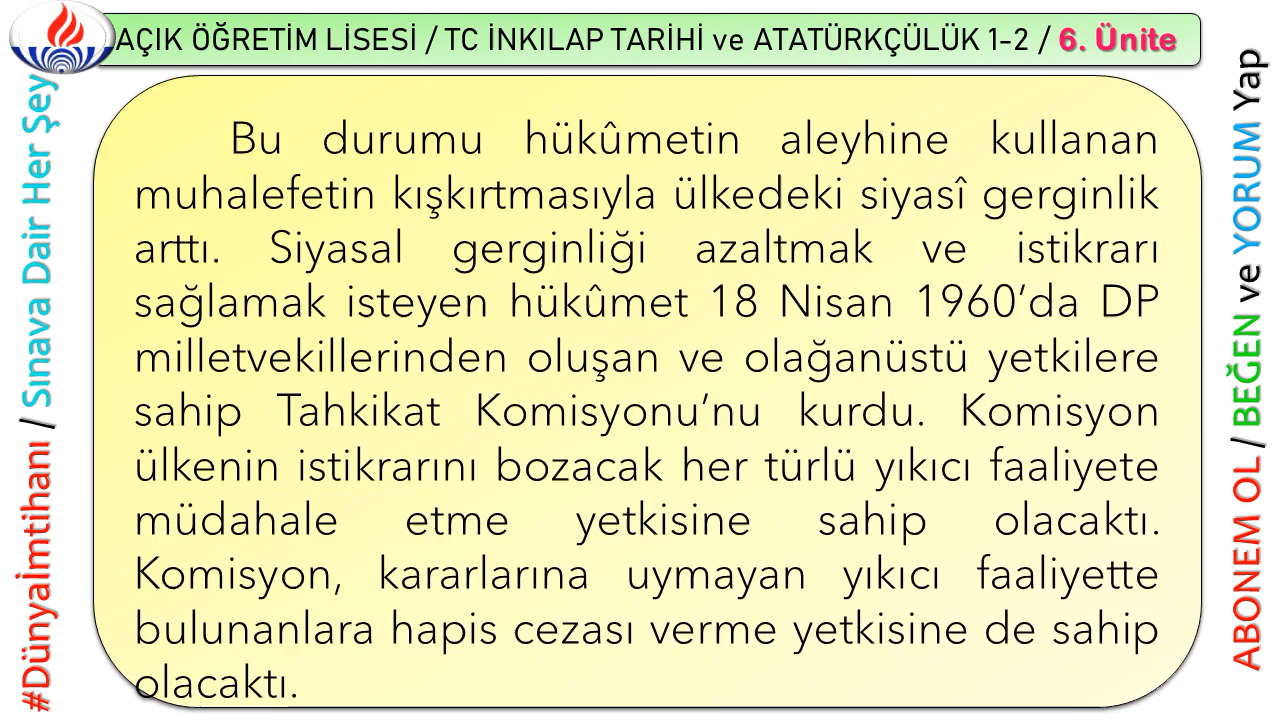 AÇIK ÖĞRETİM LİSESİ / TC İNKILAP TARİHİ ve ATATÜRKÇÜLÜK 1-2 / 6. Ünite
#Dünyaİmtihanı / Sınava Dair Her Şey
Bu durumu hükûmetin aleyhine kullanan
muhalefetin kışkırtmasıyla ülkedeki siyasî gerginlik
arttı. Siyasal gerginliği azaltmak ve istikrarı
sağlamak isteyen hükûmet 18 Nisan 1960’da DP
milletvekillerinden oluşan ve olağanüstü yetkilere
sahip Tahkikat Komisyonu’nu kurdu. Komisyon
ülkenin istikrarını bozacak her türlü yıkıcı faaliyete
müdahale etme yetkisine sahip olacaktı.
Komisyon, kararlarına uymayan yıkıcı faaliyette
bulunanlara hapis cezası verme yetkisine de sahip
olacaktı.
ABONEM OL / BEĞEN ve YORUM Yap